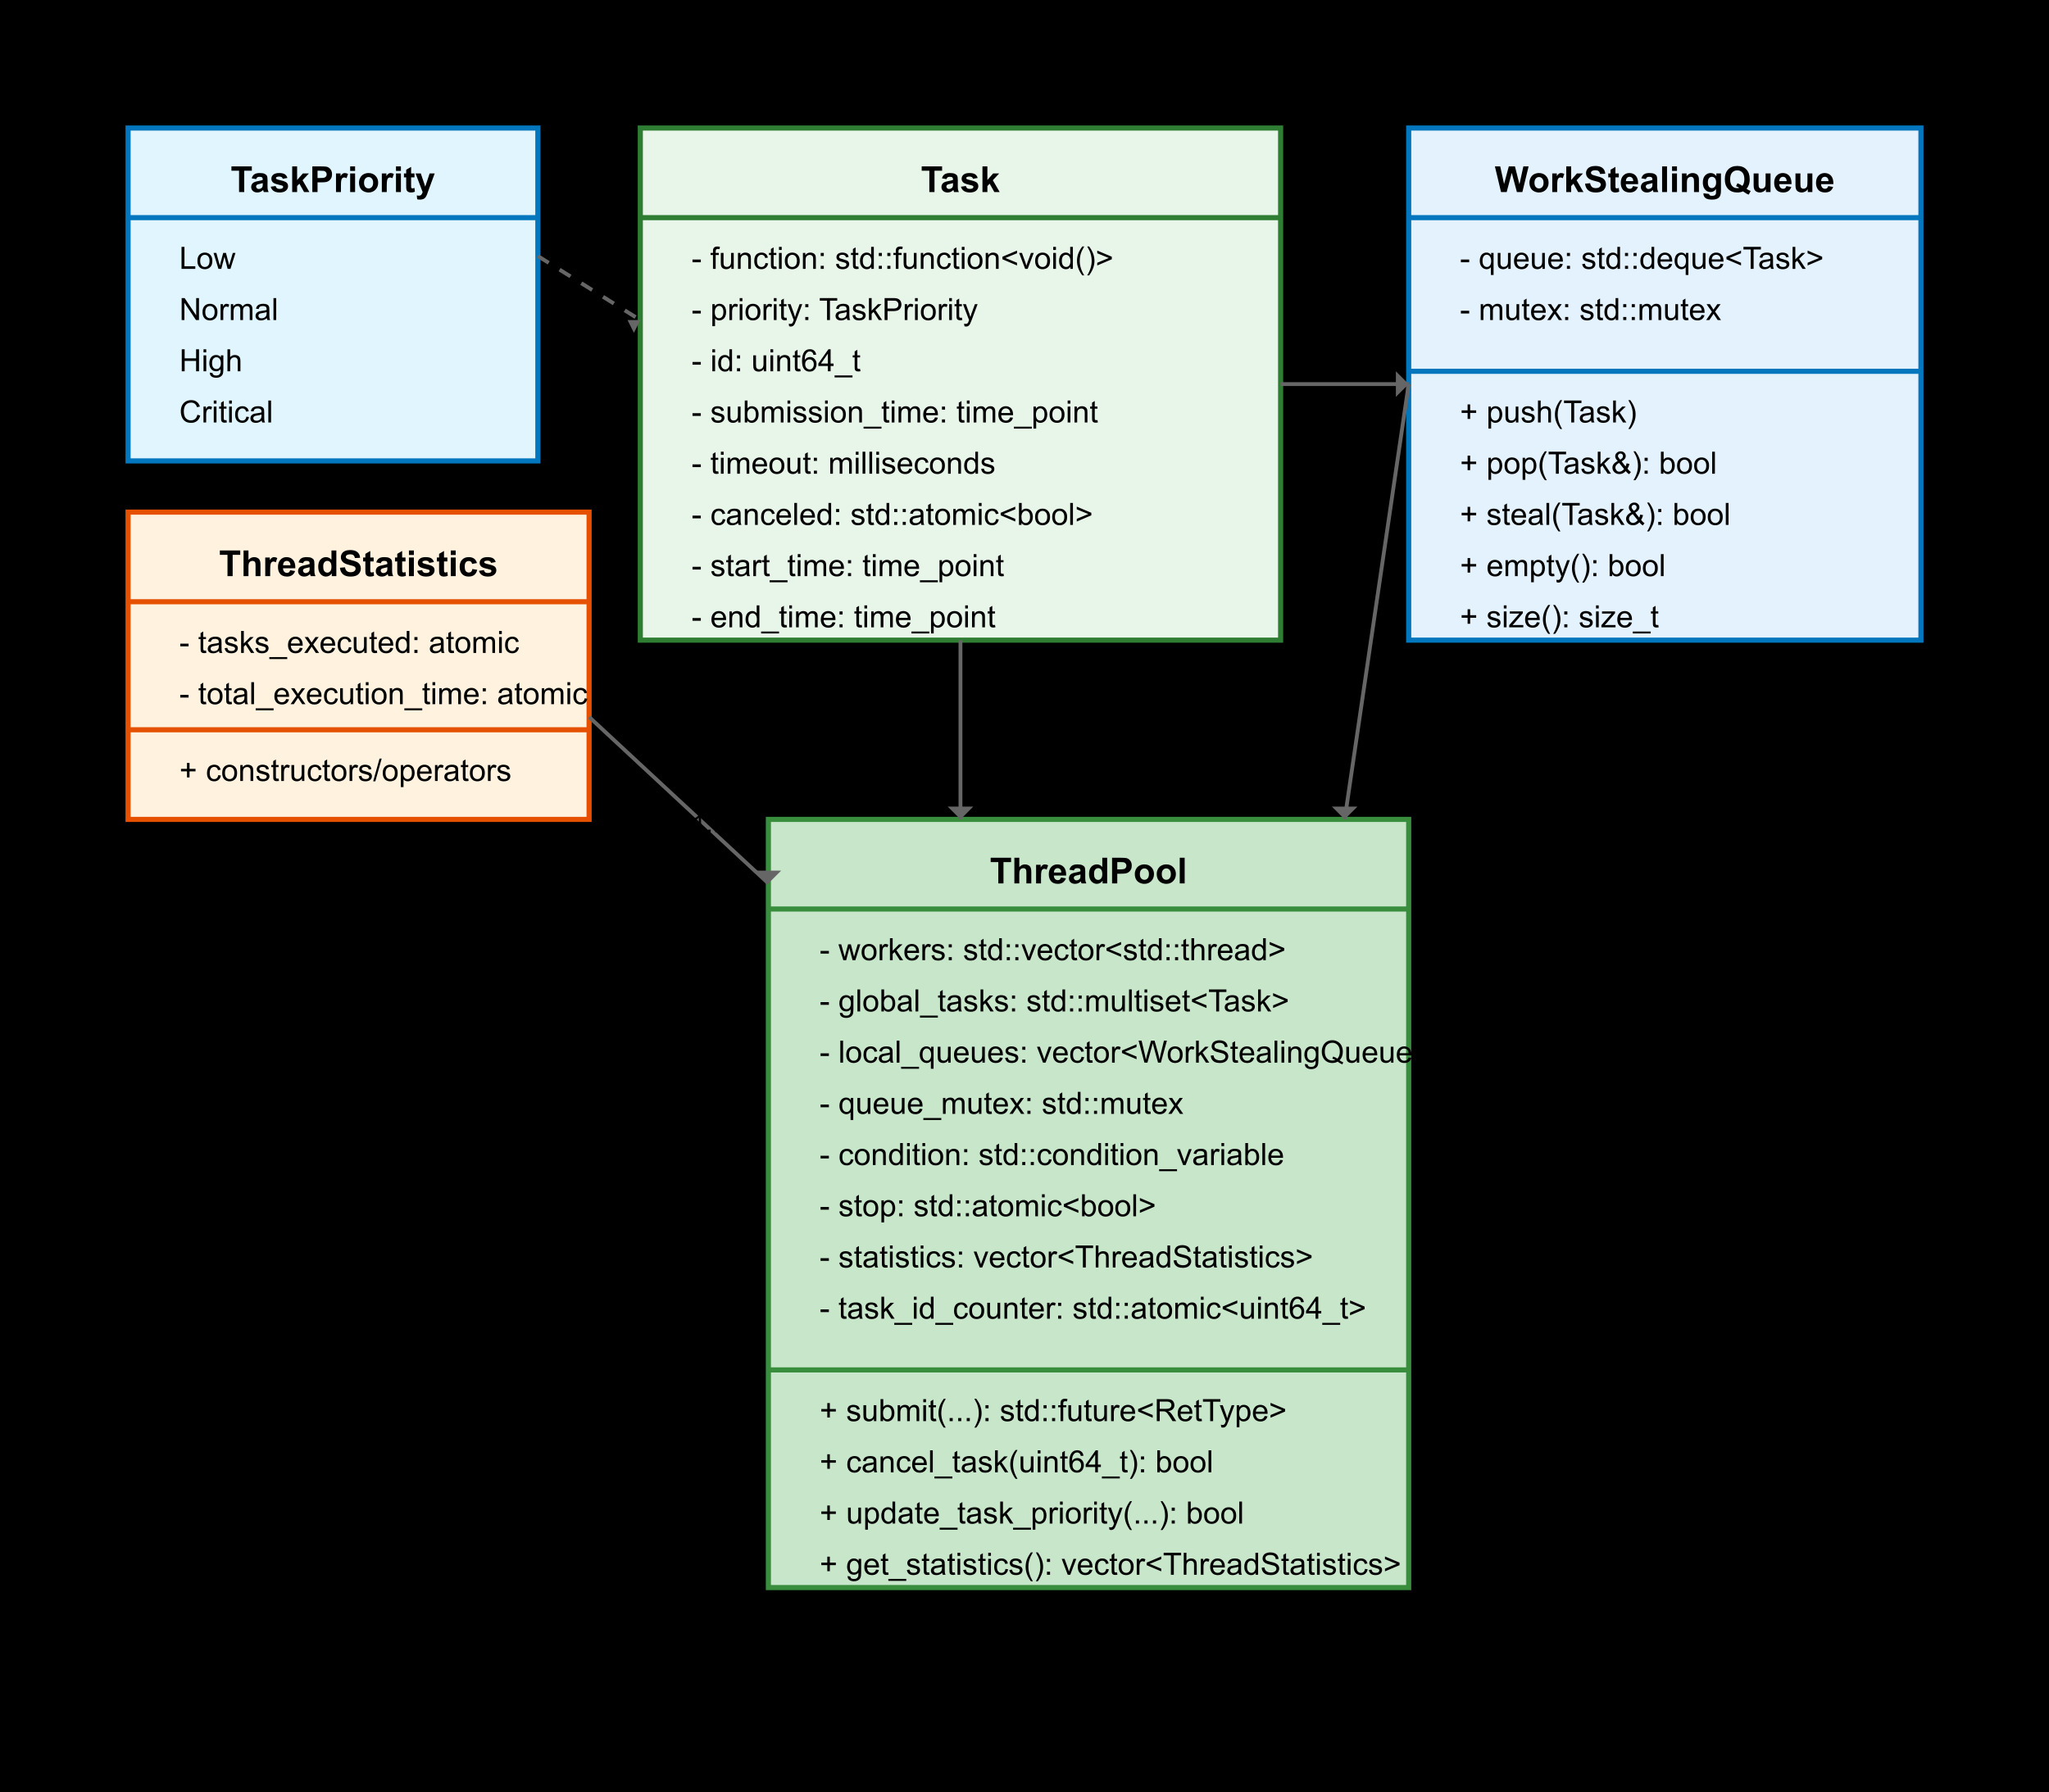 TaskPriority
Low
Normal
High
Critical
Task
- function: std::function<void()>
- priority: TaskPriority
- id: uint64_t
- submission_time: time_point
- timeout: milliseconds
- canceled: std::atomic<bool>
- start_time: time_point
- end_time: time_point
WorkStealingQueue
- queue: std::deque<Task>
- mutex: std::mutex
+ push(Task)
+ pop(Task&): bool
+ steal(Task&): bool
+ empty(): bool
+ size(): size_t
ThreadStatistics
- tasks_executed: atomic
- total_execution_time: atomic
+ constructors/operators
ThreadPool
- workers: std::vector<std::thread>
- global_tasks: std::multiset<Task>
- local_queues: vector<WorkStealingQueue
- queue_mutex: std::mutex
- condition: std::condition_variable
- stop: std::atomic<bool>
- statistics: vector<ThreadStatistics>
- task_id_counter: std::atomic<uint64_t>
+ submit(...): std::future<RetType>
+ cancel_task(uint64_t): bool
+ update_task_priority(...): bool
+ get_statistics(): vector<ThreadStatistics>